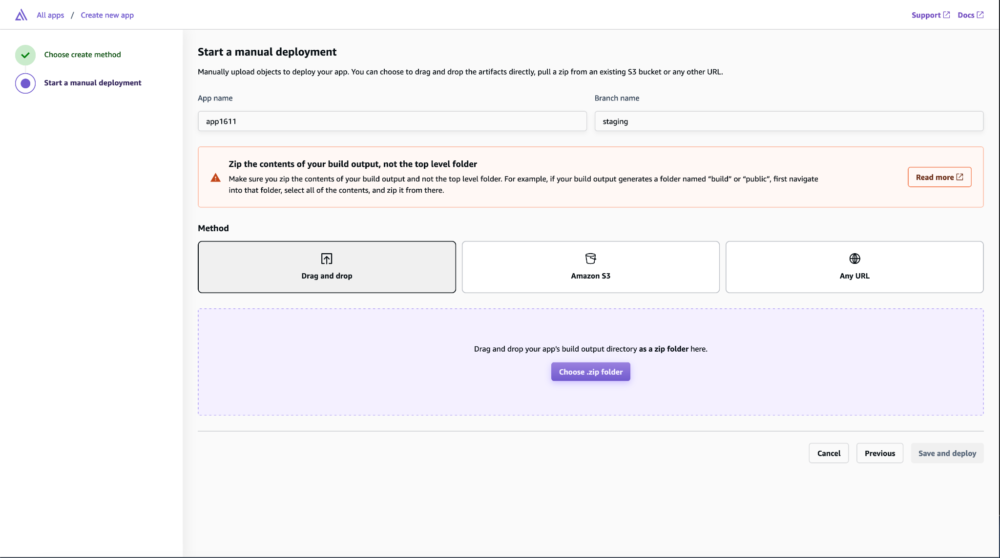 All apps / Create new app
Support
Docs
Choose create method
Start a manual deployment
Start a manual deployment
Manually upload objects to deploy your app. You can choose to drag and drop the artifacts directly, pull a zip from an existing S3 bucket or any other URL.
App name
Branch name
app1611
staging
Zip the contents of your build output, not the top level folder
Make sure you zip the contents of your build output and not the top level folder. For example, if your build output generates a folder named “build” or “public”, first navigate
into that folder, select all of the contents, and zip it from there.
Read more
Method
Drag and drop
Amazon S3
Any URL
Drag and drop your app's build output directory as a zip folder here.
Choose .zip folder
Cancel
Previous
Save and deploy